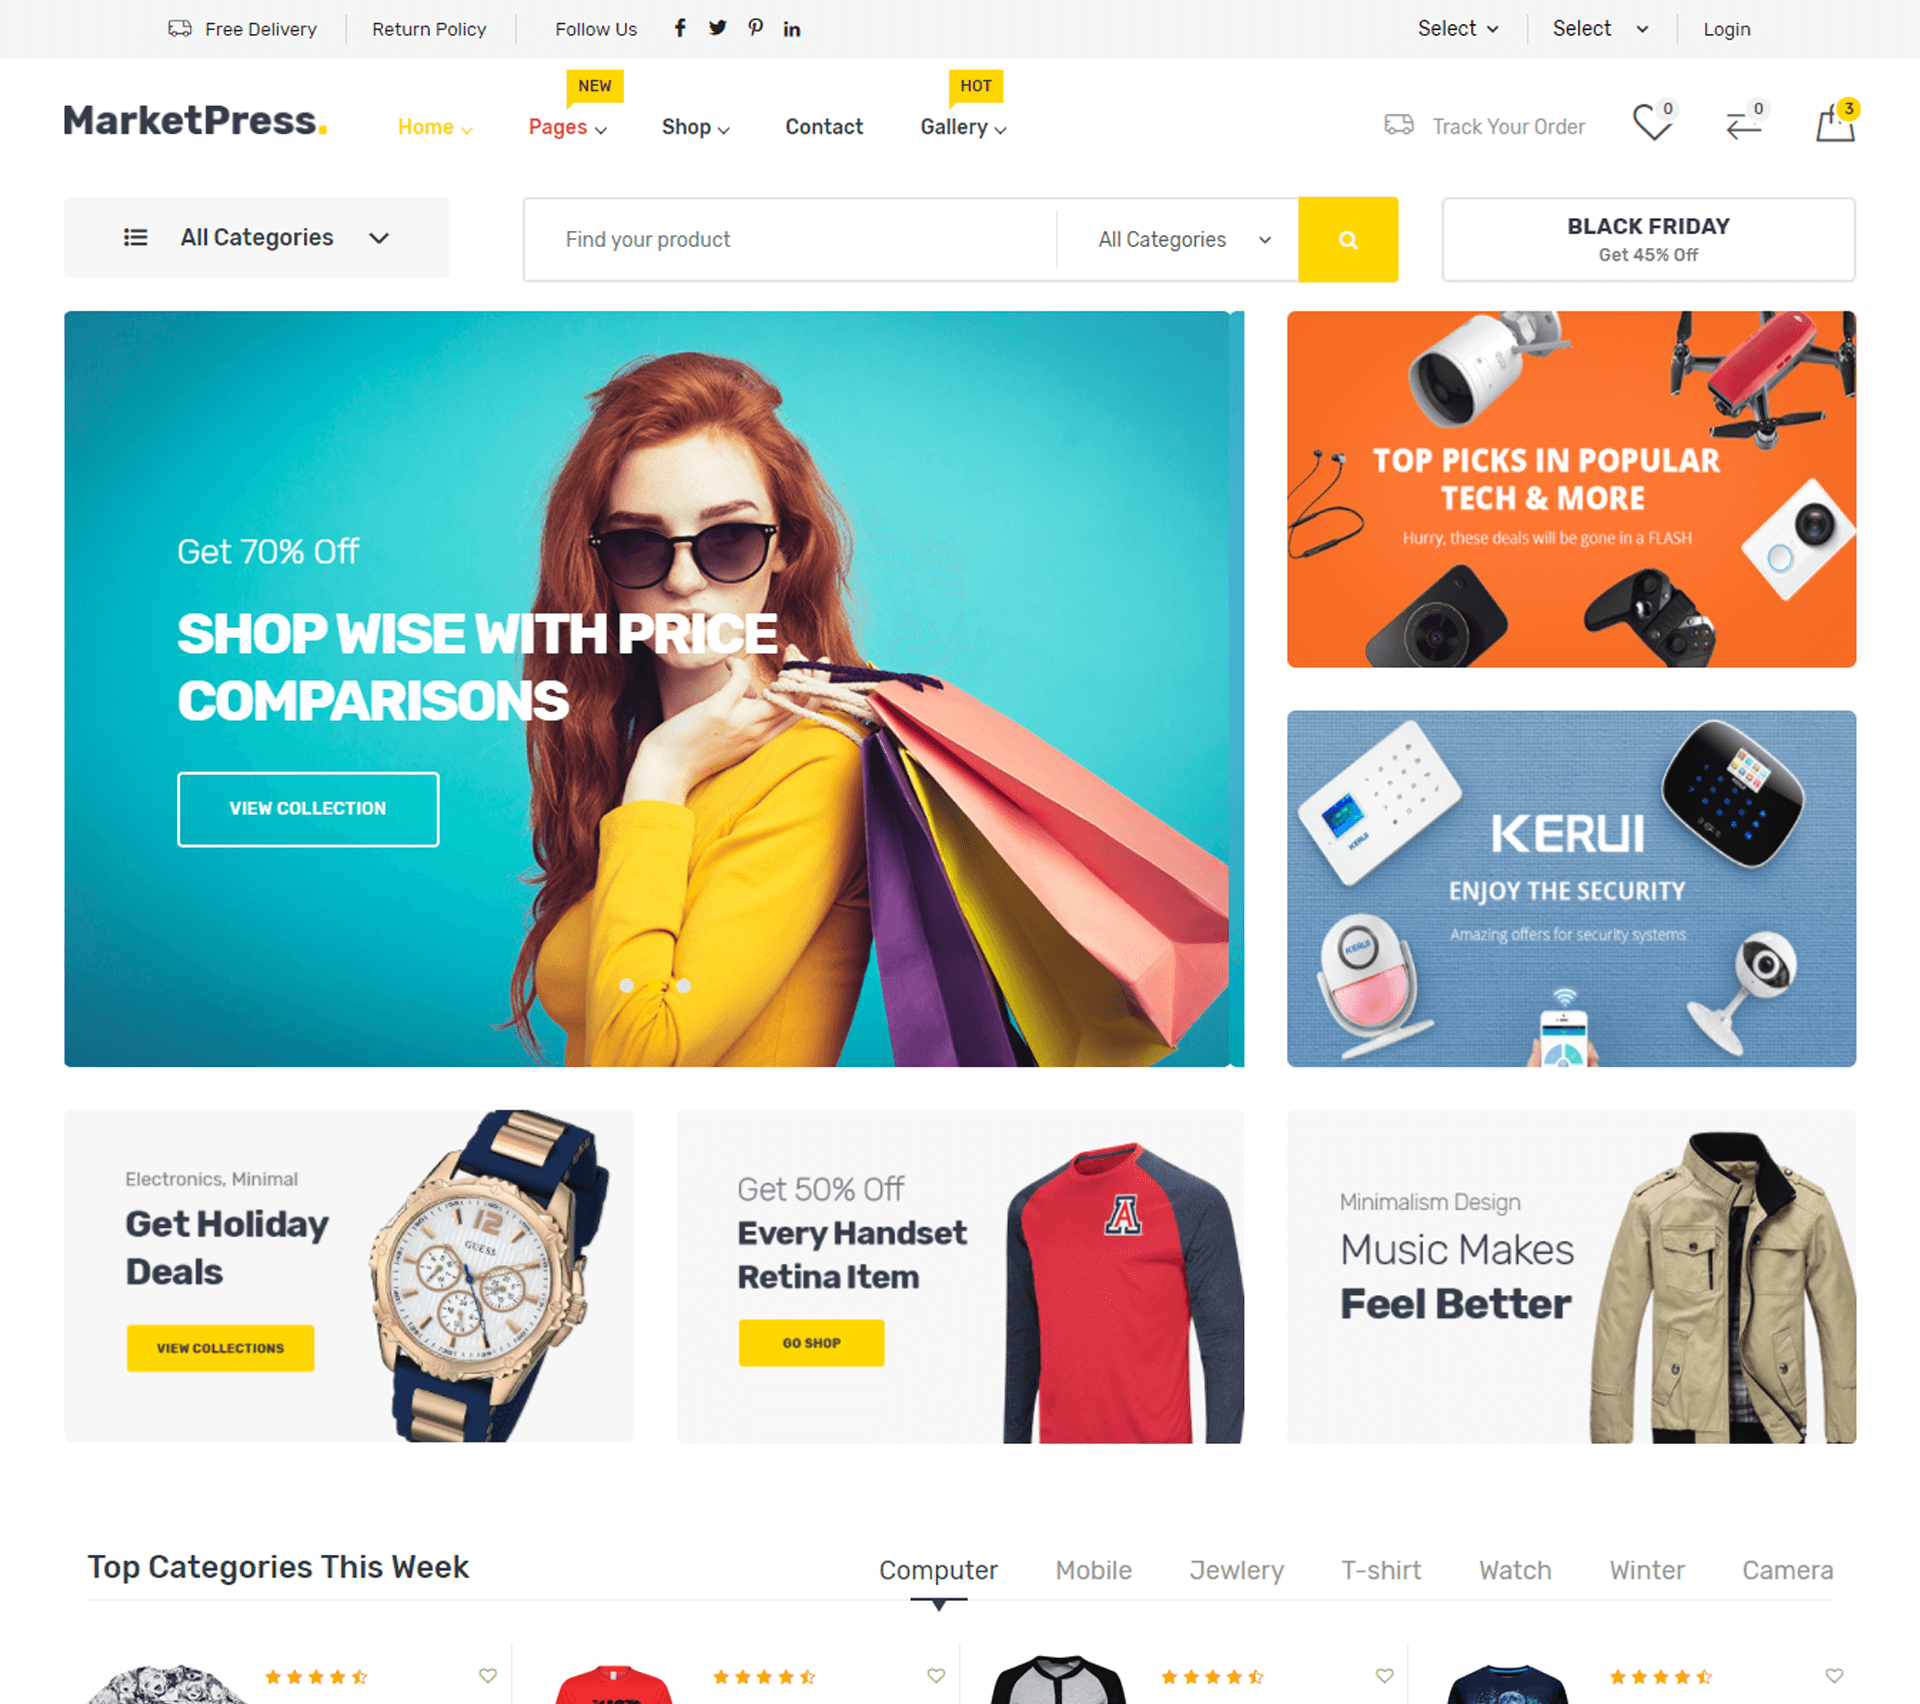 Free Delivery
Return Policy
Follow Us
Select
Select
Login
NEW
HOT
MarketPress.
Home
Pages
Shop
Contact
Gallery
Track Your Order
0
0
3
All Categories
Find your product
All Categories
BLACK FRIDAY
Get 45% Off
Get 70% Off
SHOP WISE WITH PRICE
COMPARISONS
VIEW COLLECTION
TOP PICKS IN POPULAR
TECH & MORE
Hurry, these deals will be gone in a FLASH
KERUI
ENJOY THE SECURITY
Amazing offers for security systems
KERUI
KERUI
Electronics, Minimal
Get Holiday
Deals
VIEW COLLECTIONS
12
GUESS
Get 50% Off
Every Handset
Retina Item
GO SHOP
A
Minimalism Design
Music Makes
Feel Better
Top Categories This Week
Computer
Mobile
Jewlery
T-shirt
Watch
Winter
Camera